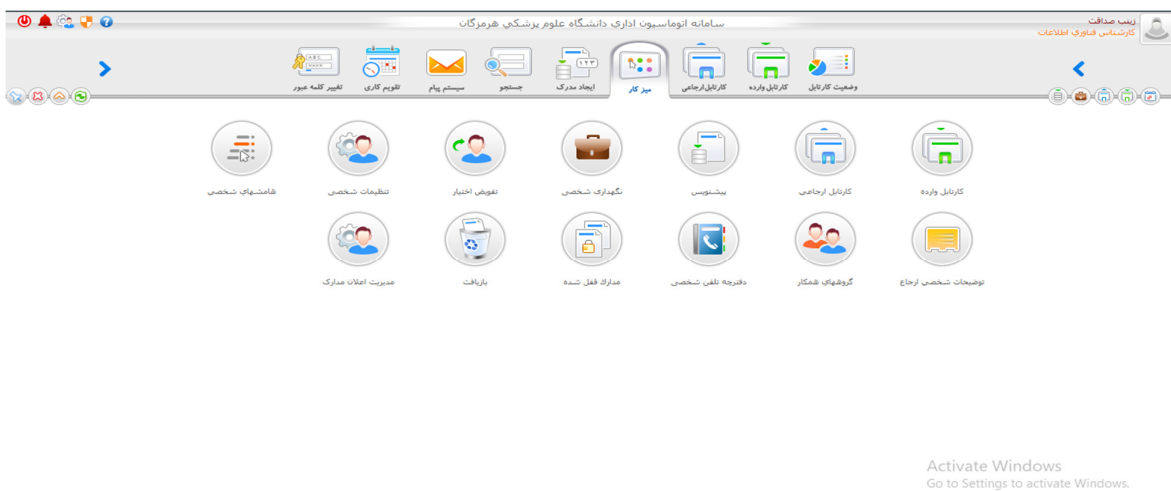 سامانه اتوماسیون اداری دانشگاه علوم پزشکی هرمزگان
زینب صداقت
کارشناس فناوری اطلاعات
وضعیت کارتابل
کارتابل وارده
کارتابل ارجاعی
میز کار
ایجاد مدرک
۱۲۳
جستجو
سیستم پیام
تقویم کاری
تغییر کلمه عبور
ABC
کارتابل وارده
کارتابل ارجاعی
پیشنویس
نگهداری شخصی
تفویض اختیار
تنظیمات شخصی
هامشهای شخصی
توضیحات شخصی ارجاع
گروههای همکار
دفترچه تلفن شخصی
مدارک قفل شده
بازیافت
مدیریت اعلان مدارک
Activate Windows
Go to Settings to activate Windows.